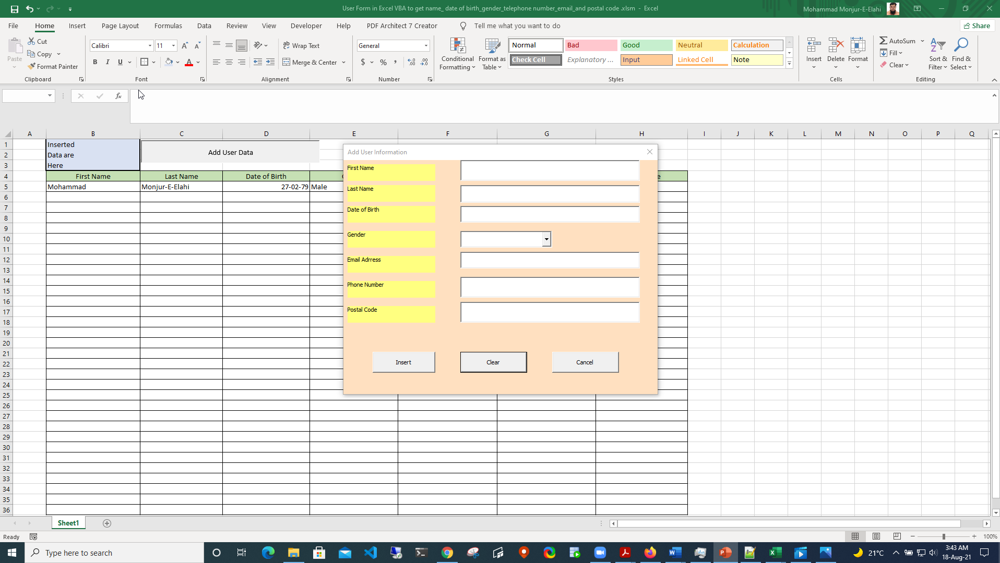 User Form in Excel VBA to get name_ date of birth_gender_telephone number_email_and postal code .xlsm - Excel
Mohammad Monjur-E-Elahi
File Home Insert Page Layout Formulas Data Review View Developer Help PDF Architect 7 Creator Tell me what you want to do Share
Paste
Cut
Copy
Format Painter
Clipboard
Calibri 11
B I U
Font
Wrap Text
Merge & Center
Alignment
General
$ % ,
Number
Conditional Formatting
Format as Table
Normal Bad Good Neutral Calculation
Check Cell Explanatory ... Input Linked Cell Note
Styles
Insert Delete Format
Cells
AutoSum
Fill
Clear
Sort & Filter
Find & Select
Editing
fx
A B C D E F G H I J K L M N O P Q
1 Inserted
2 Data are
3 Here
Add User Data
4 First Name Last Name Date of Birth
5 Mohammad Monjur-E-Elahi 27-02-79 Male
6
7
8
9
10
11
12
13
14
15
16
17
18
19
20
21
22
23
24
25
26
27
28
29
30
31
32
33
34
35
36
Add User Information
First Name
Last Name
Date of Birth
Gender
Email Adrress
Phone Number
Postal Code
Insert Clear Cancel
Sheet1
Ready
100%
Type here to search
21°C
3:43 AM
18-Aug-21